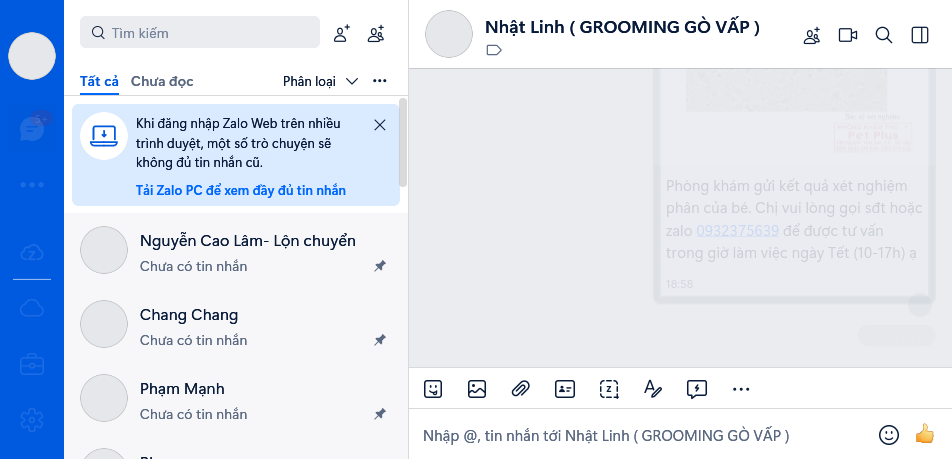 Tìm kiếm
Tất cả
Chưa đọc
Phân loại
Khi đăng nhập Zalo Web trên nhiều
trình duyệt, một số trò chuyện sẽ
không đủ tin nhắn cũ.
Tải Zalo PC để xem đầy đủ tin nhắn
Nguyễn Cao Lâm- Lộn chuyển
Chưa có tin nhắn
Chang Chang
Chưa có tin nhắn
Phạm Mạnh
Chưa có tin nhắn
Nhật Linh ( GROOMING GÒ VẤP )
Pet Plus
Phòng khám gửi kết quả xét nghiệm
phân của bé. Chị vui lòng gọi sđt hoặc
zalo 0932375639 để được tư vấn
trong giờ làm việc ngày Tết (10-17h) ạ
18:58
Nhập @, tin nhắn tới Nhật Linh ( GROOMING GÒ VẤP )